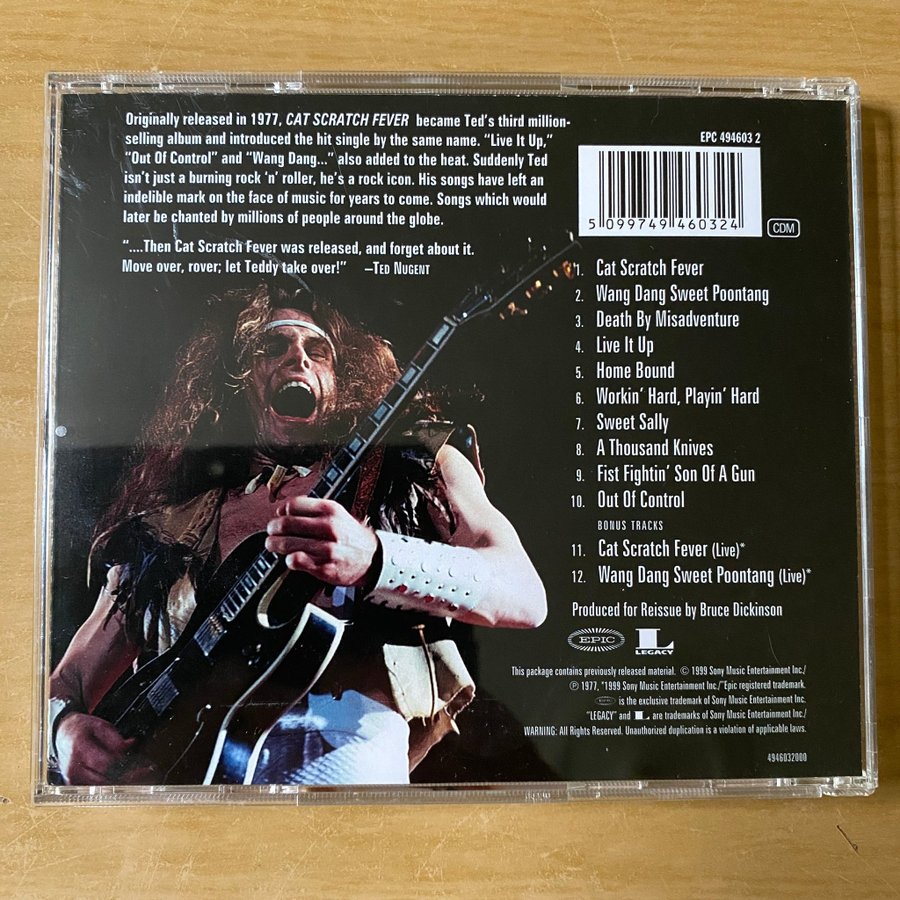 Originally released in 1977, CAT SCRATCH FEVER became Ted's third million-
selling album and introduced the hit single by the same name. "Live It Up,"
"Out Of Control" and "Wang Dang..." also added to the heat. Suddenly Ted
isn't just a burning rock 'n' roller, he's a rock icon. His songs have left an
indelible mark on the face of music for years to come. Songs which would
later be chanted by millions of people around the globe.
"....Then Cat Scratch Fever was released, and forget about it.
Move over, rover; let Teddy take over!" –TED NUGENT
EPC 494603 2
5 099749 460324
CDM
1. Cat Scratch Fever
2. Wang Dang Sweet Poontang
3. Death By Misadventure
4. Live It Up
5. Home Bound
6. Workin' Hard, Playin' Hard
7. Sweet Sally
8. A Thousand Knives
9. Fist Fightin' Son Of A Gun
10. Out Of Control
BONUS TRACKS
11. Cat Scratch Fever (Live)*
12. Wang Dang Sweet Poontang (Live)*
Produced for Reissue by Bruce Dickinson
EPIC
L LEGACY
This package contains previously released material. © 1999 Sony Music Entertainment Inc./
℗ 1977, *1999 Sony Music Entertainment Inc./"Epic registered trademark.
EPIC is the exclusive trademark of Sony Music Entertainment Inc./
"LEGACY" and L are trademarks of Sony Music Entertainment Inc./
WARNING: All Rights Reserved. Unauthorized duplication is a violation of applicable laws.
4946032000